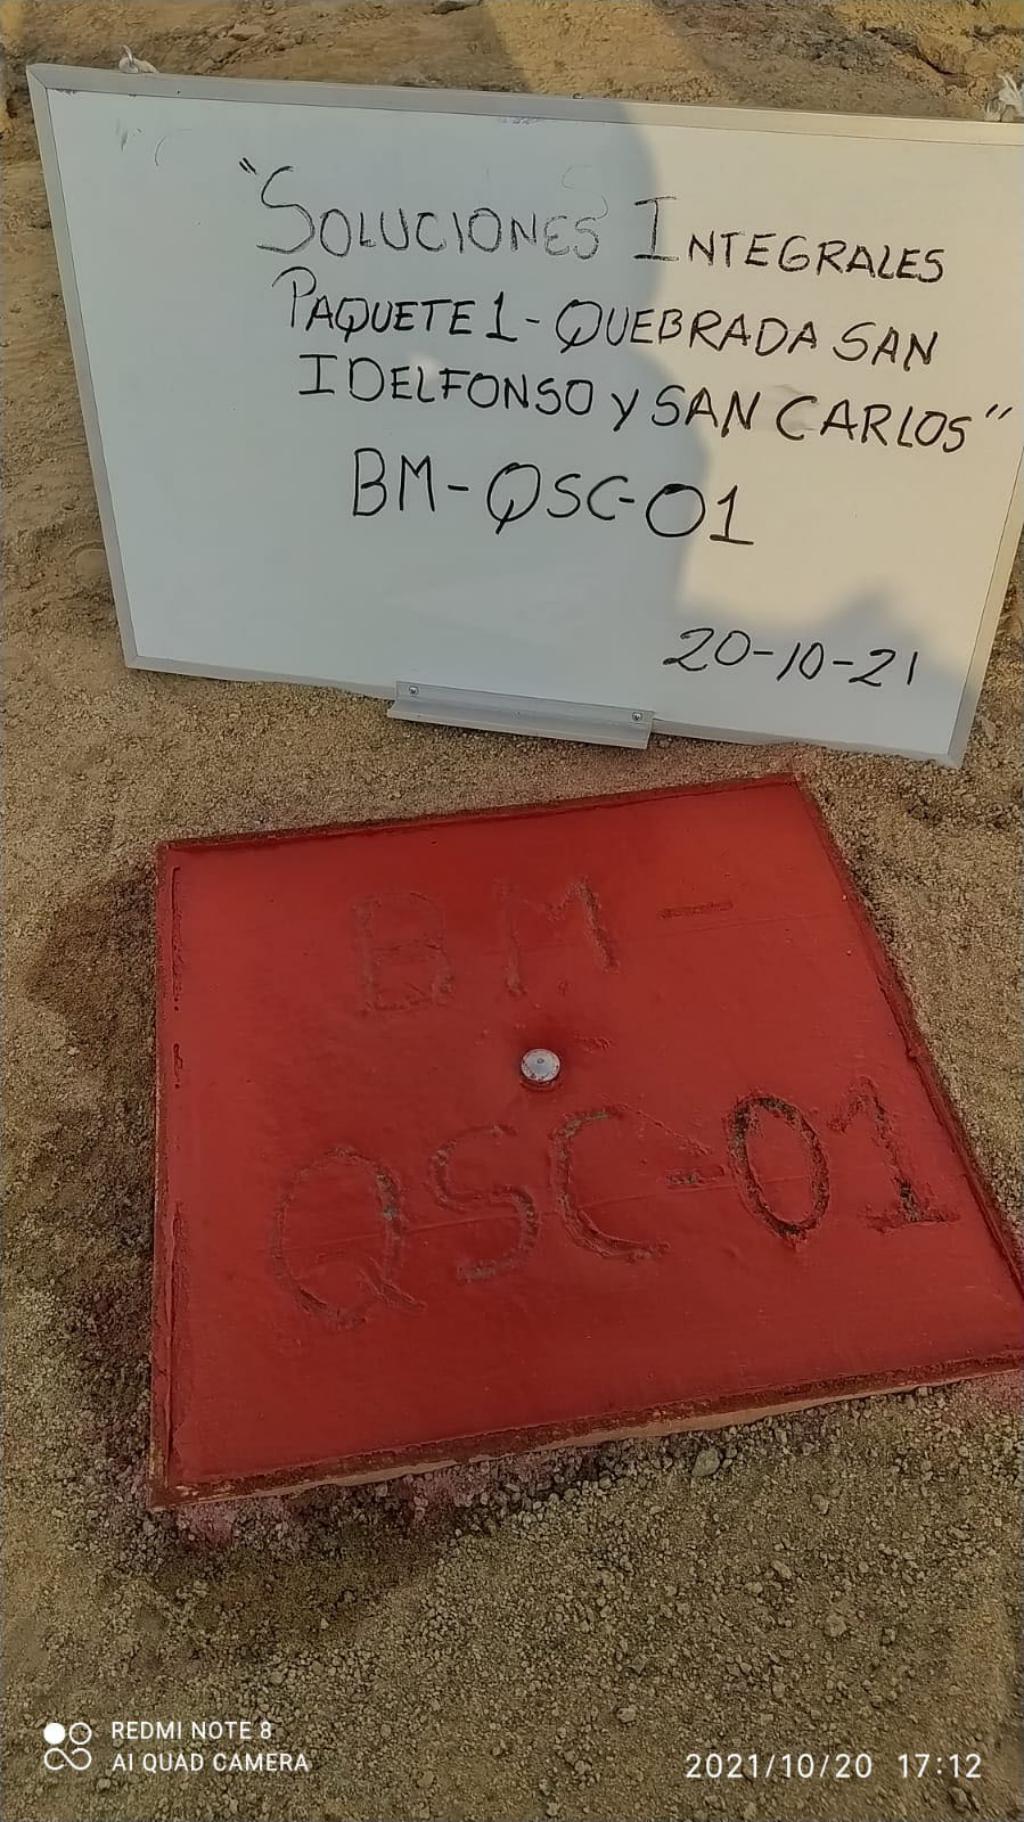 "SOLUCIONES INTEGRALES
PAQUETE 1 - QUEBRADA SAN
IDELFONSO Y SAN CARLOS"
BM-QSC-01
20-10-21
BM -
QSC-01
REDMI NOTE 8
AI QUAD CAMERA
2021/10/20 17:12